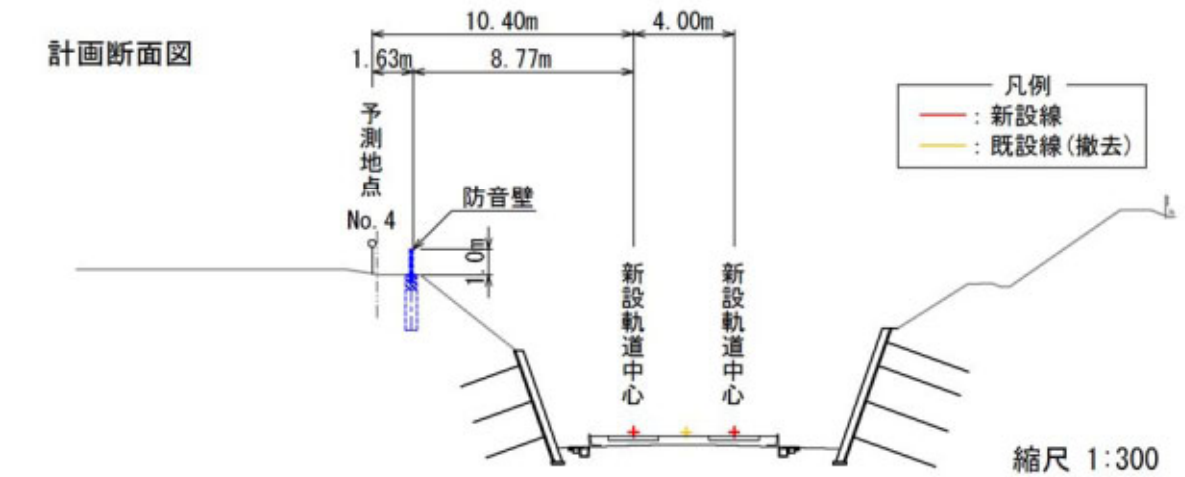 計画断面図
10.40m
4.00m
1.63m
8.77m
予測地点
No.4
防音壁
1.0m
新設軌道中心
新設軌道中心
凡例
: 新設線
: 既設線(撤去)
縮尺 1:300